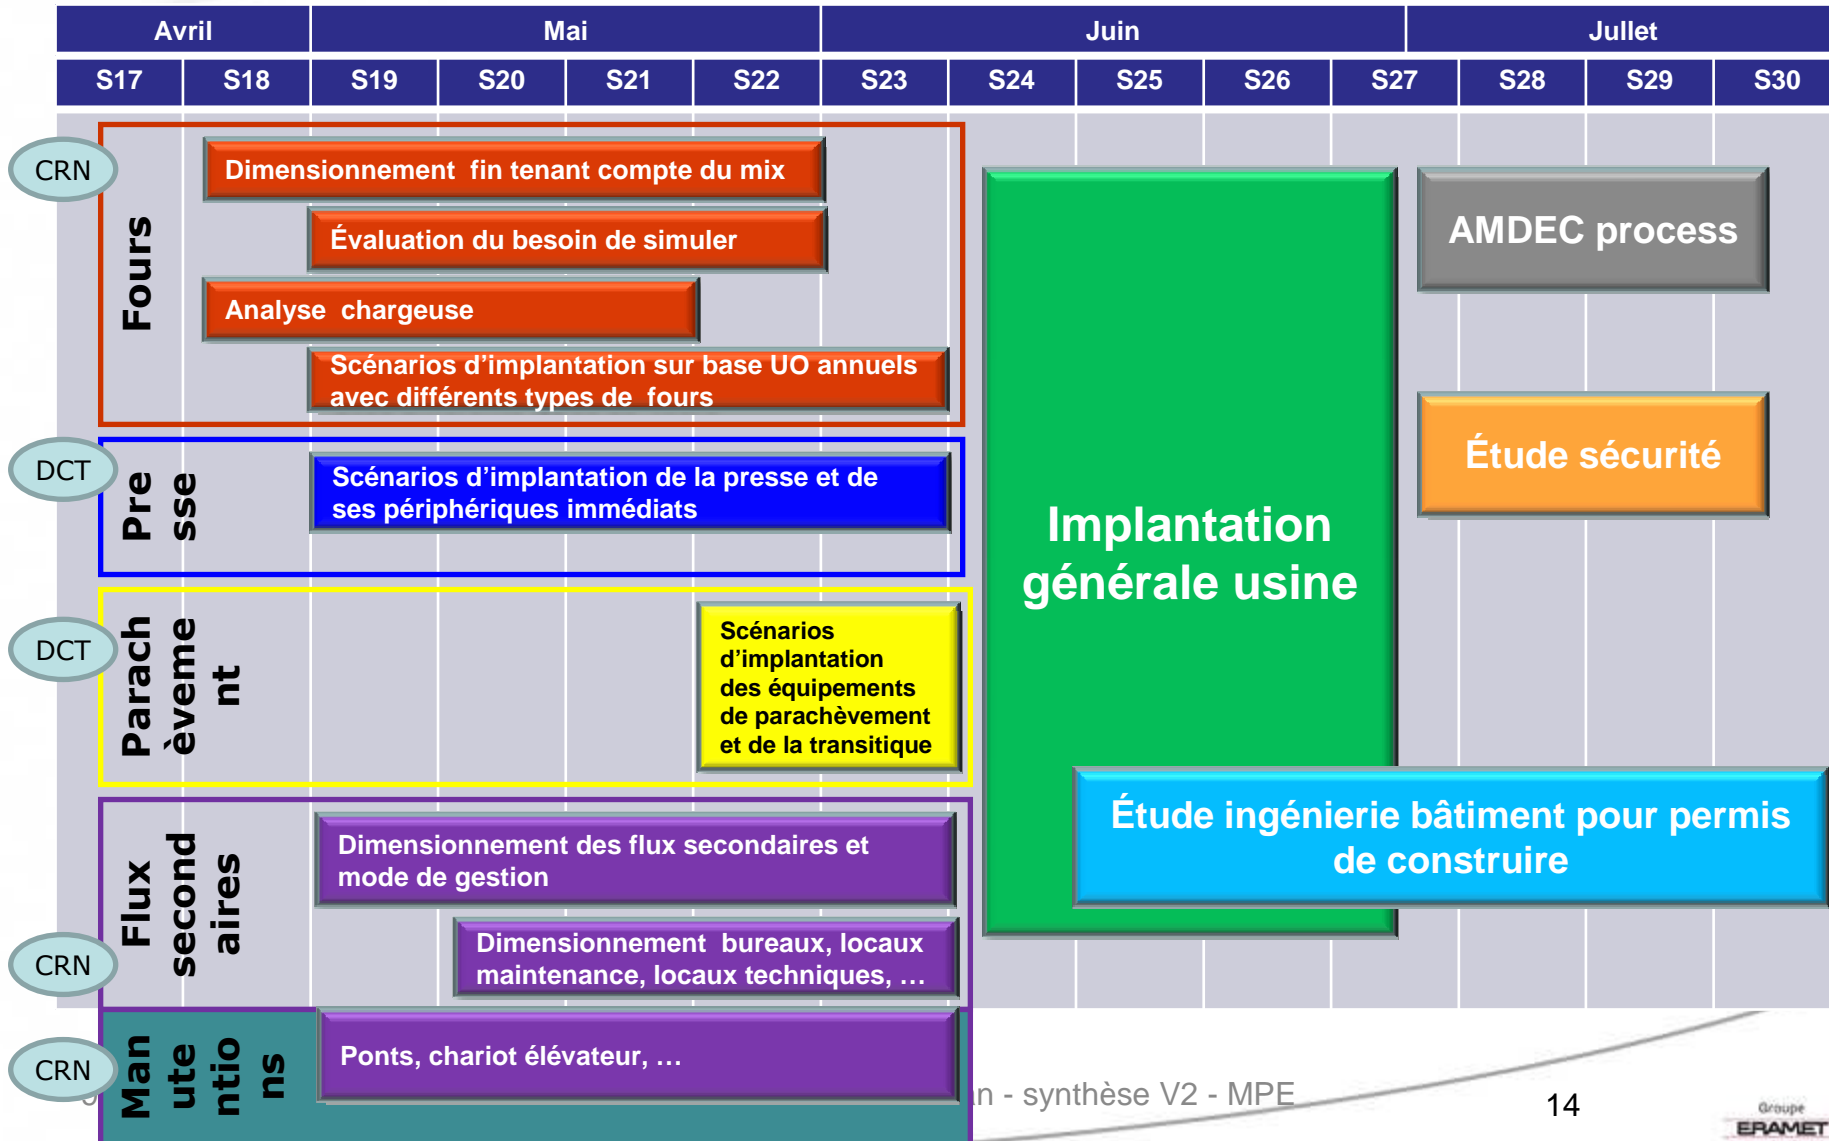 Avril Mai Juin Jullet
S17 S18 S19 S20 S21 S22 S23 S24 S25 S26 S27 S28 S29 S30
CRN
Fours
Dimensionnement fin tenant compte du mix
Évaluation du besoin de simuler
Analyse chargeuse
Scénarios d’implantation sur base UO annuels
avec différents types de fours
DCT
Pre
sse
Scénarios d’implantation de la presse et de
ses périphériques immédiats
DCT
Parach
èveme
nt
Scénarios
d’implantation
des équipements
de parachèvement
et de la transitique
Flux
second
aires
CRN
Dimensionnement des flux secondaires et
mode de gestion
Dimensionnement bureaux, locaux
maintenance, locaux techniques, …
CRN
Man
ute
ntio
ns
Ponts, chariot élévateur, …
Implantation
générale usine
AMDEC process
Étude sécurité
Étude ingénierie bâtiment pour permis
de construire
n - synthèse V2 - MPE
14
Groupe
ERAMET